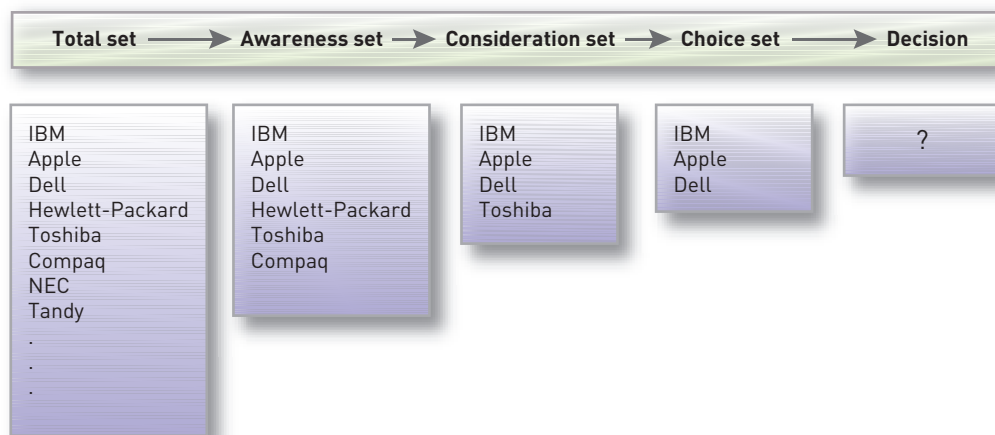 Total set Awareness set Consideration set Choice set Decision
IBM
Apple
Dell
Hewlett-Packard
Toshiba
Compaq
NEC
Tandy
.
.
.
IBM
Apple
Dell
Hewlett-Packard
Toshiba
Compaq
IBM
Apple
Dell
Toshiba
IBM
Apple
Dell
?